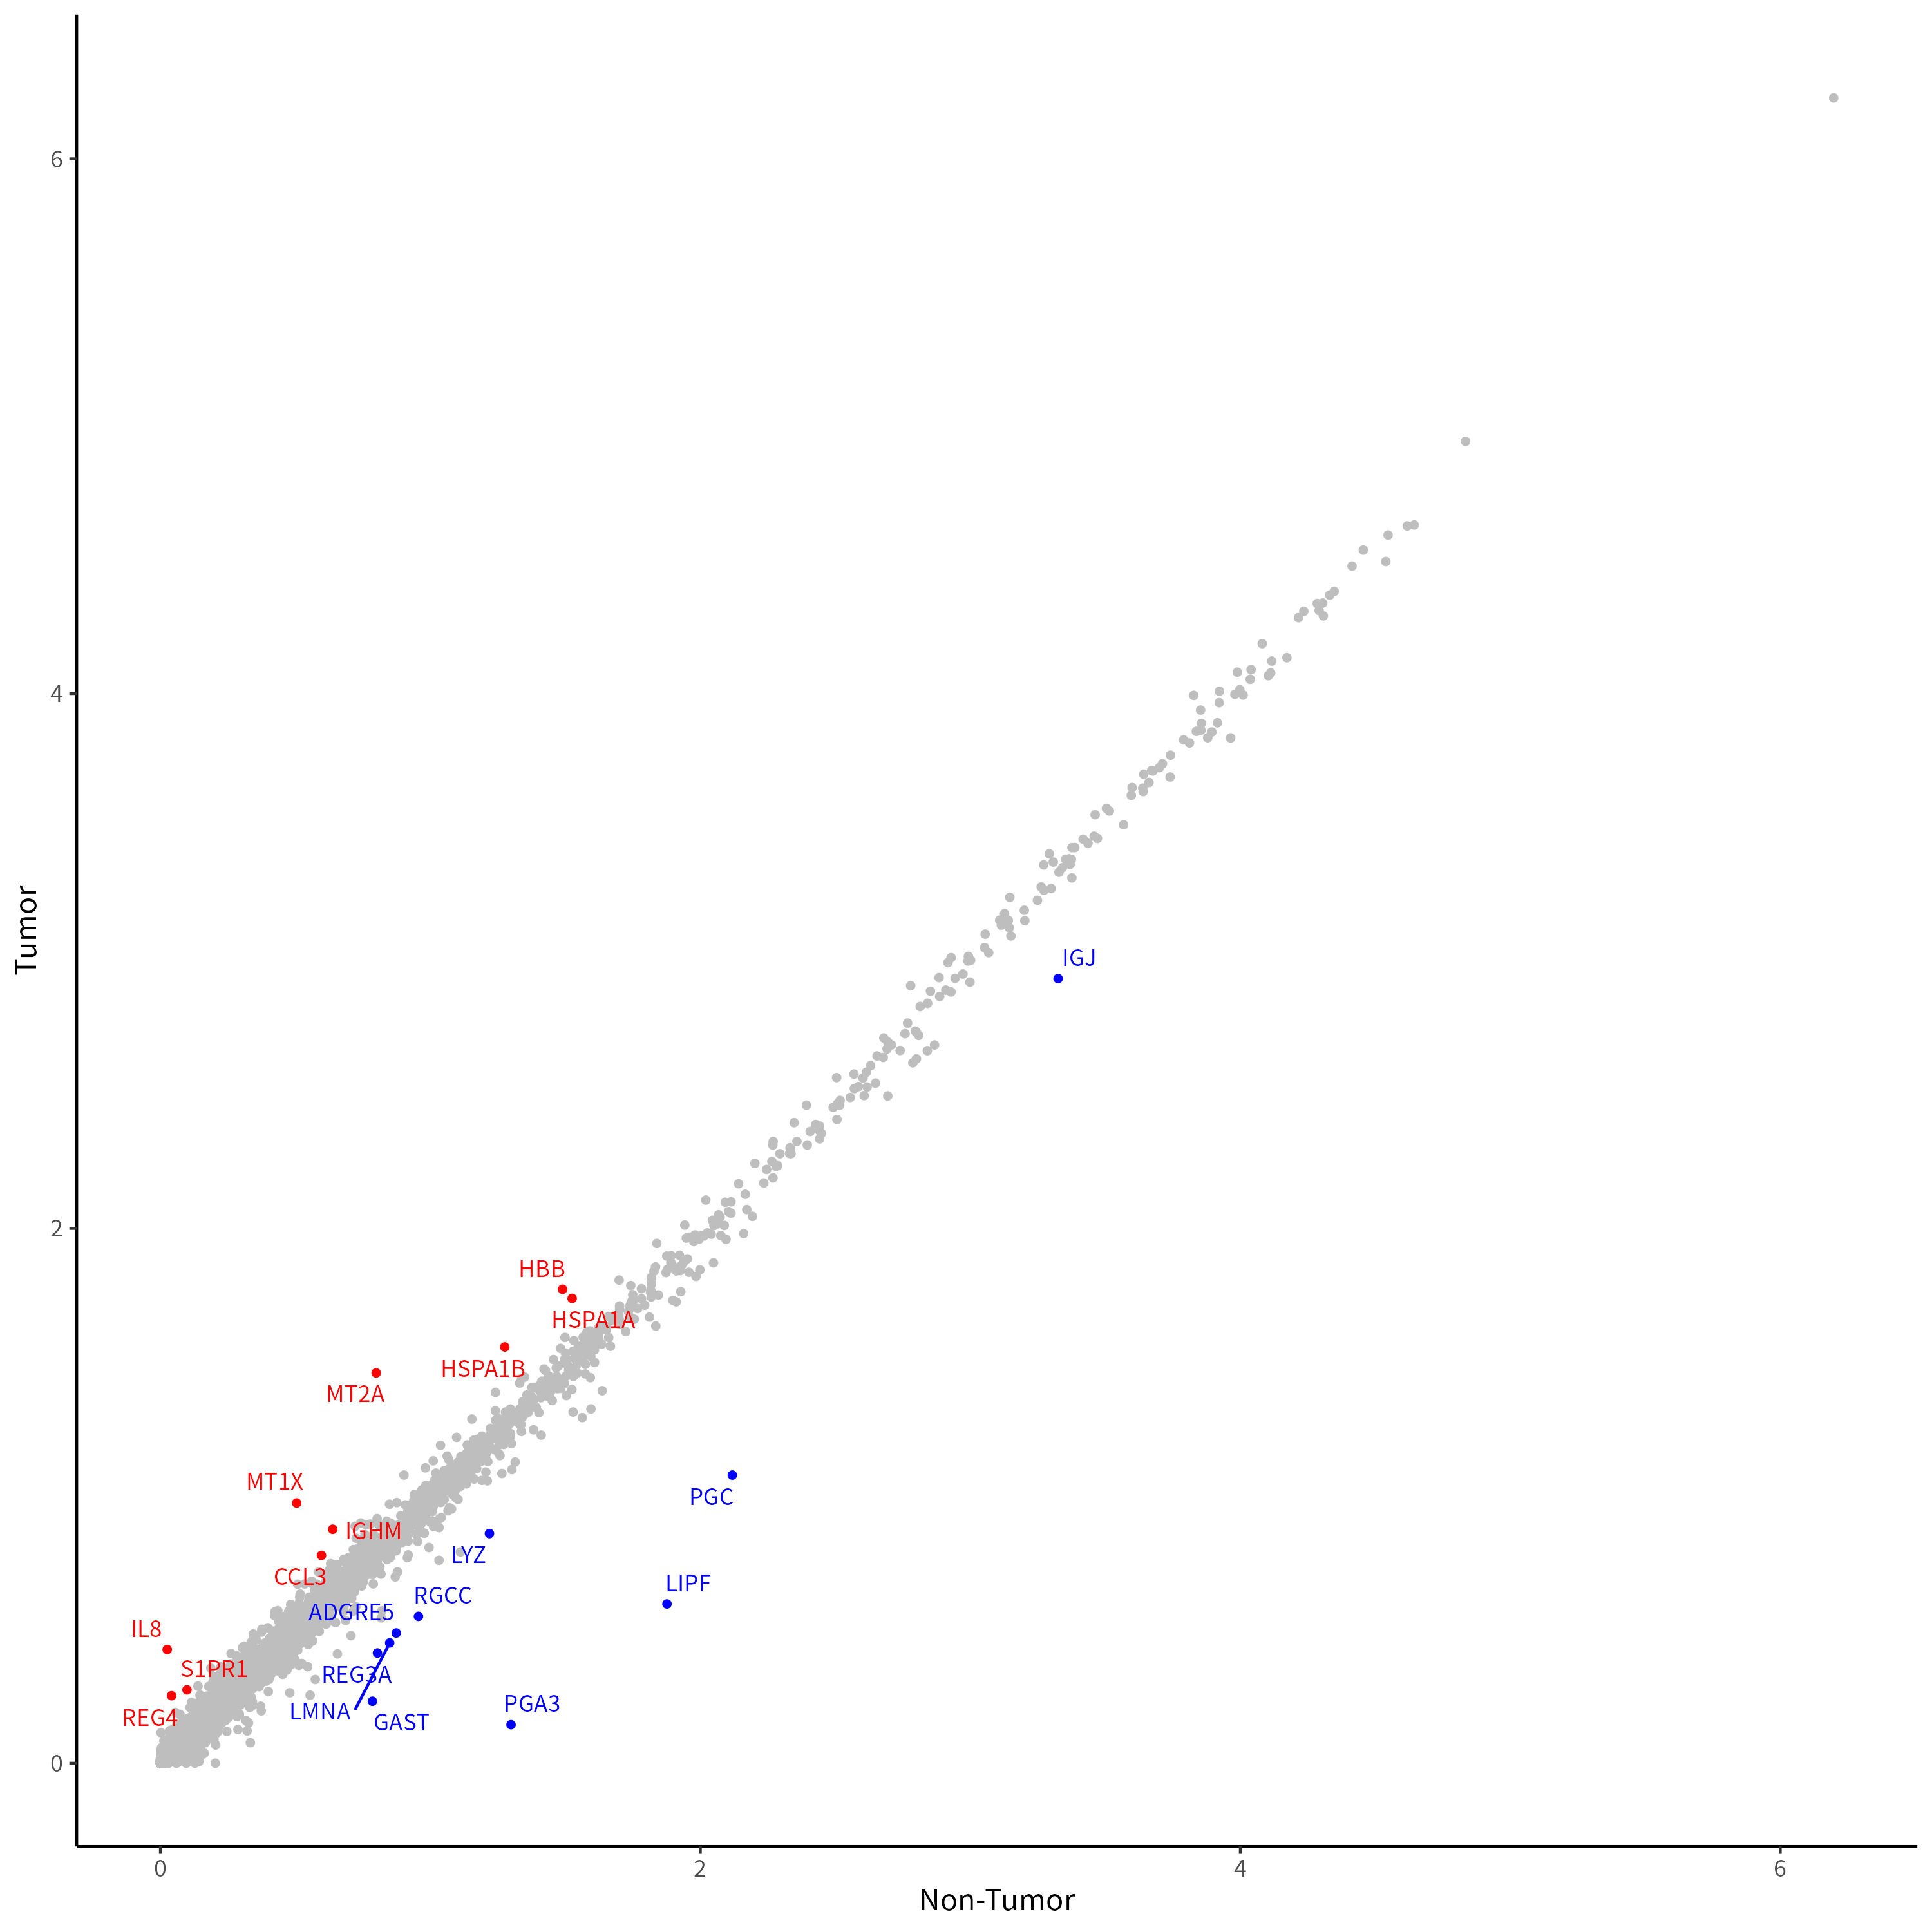 6
4
IGJ
2
HBB
HSPA1A
HSPA1B
MT2A
MT1X
PGC
IGHM
LYZ
CCL3
LIPF
RGCC
ADGRE5
IL8
S1PR1
REG3A
PGA3
LMNA
REG4
GAST
0
Tumor
0 2 4 6
Non-Tumor